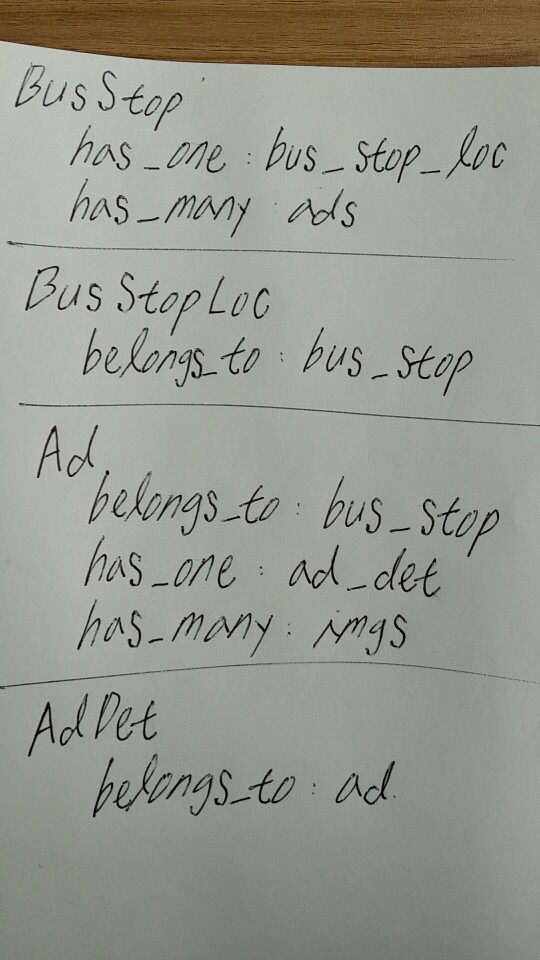 BusStop
has_one : bus_stop_loc
has_many : ads
BusStopLoc
belongs_to : bus_stop
Ad
belongs_to : bus_stop
has_one : ad_det
has_many : imgs
AdDet
belongs_to : ad